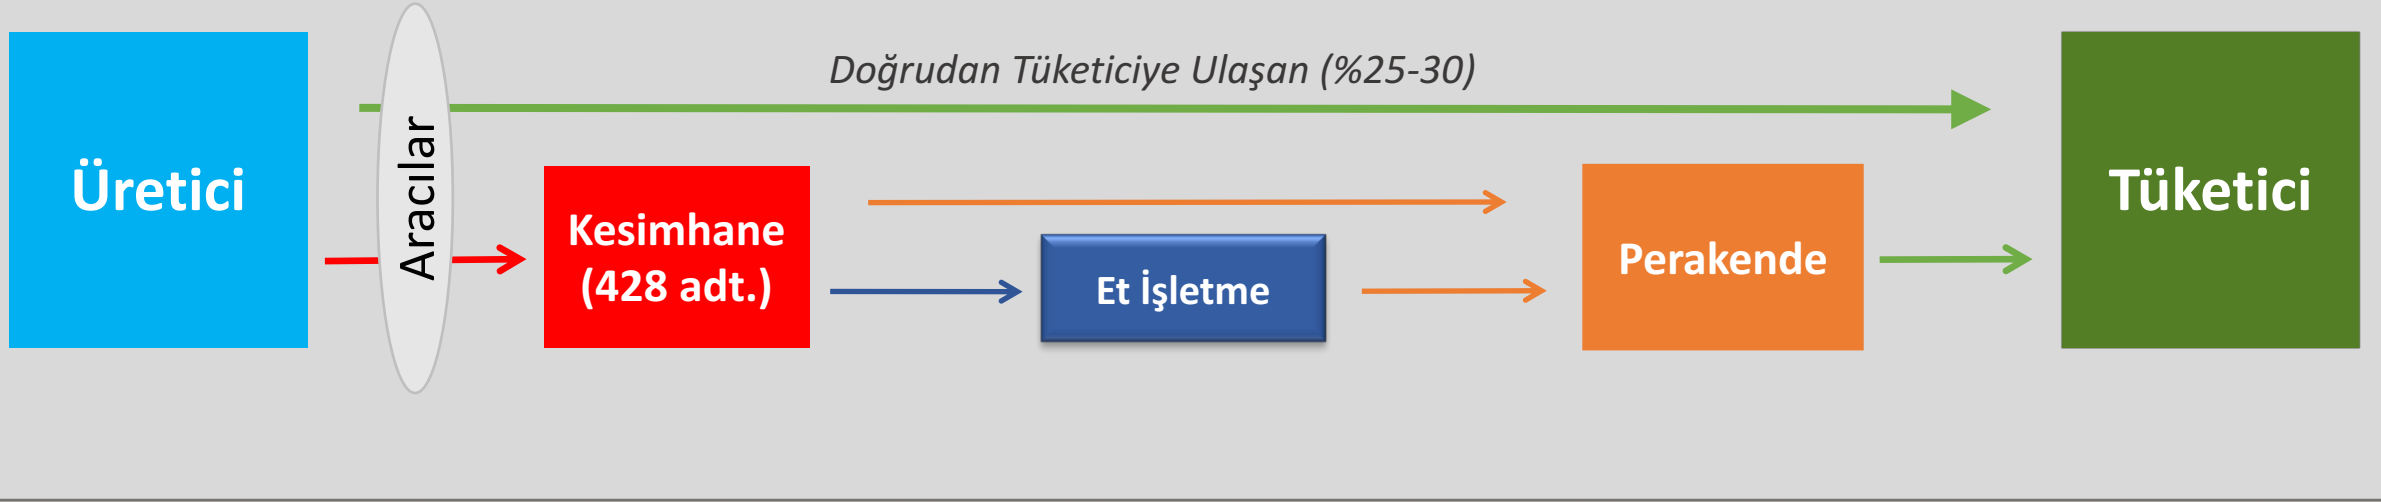 Üretici
Aracılar
Doğrudan Tüketiciye Ulaşan (%25-30)
Kesimhane
(428 adt.)
Et İşletme
Perakende
Tüketici